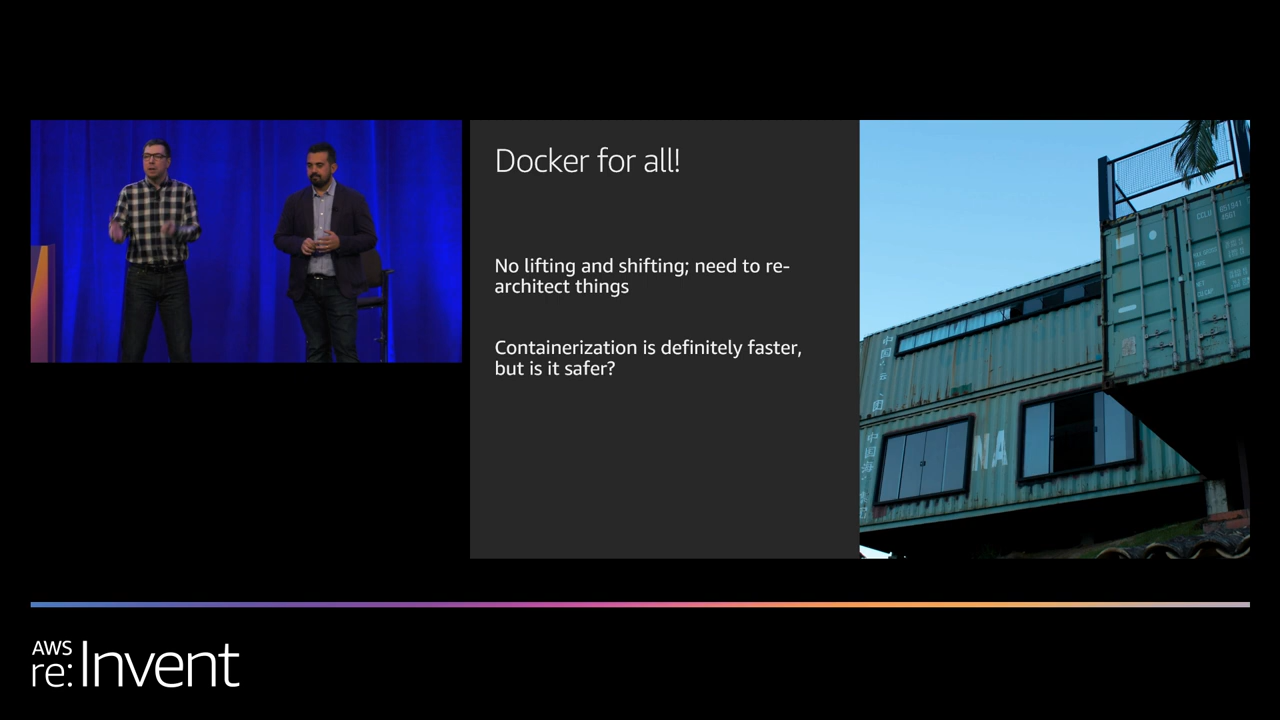 Docker for all!
No lifting and shifting; need to re-
architect things
Containerization is definitely faster,
but is it safer?
NA
AWS
re:Invent